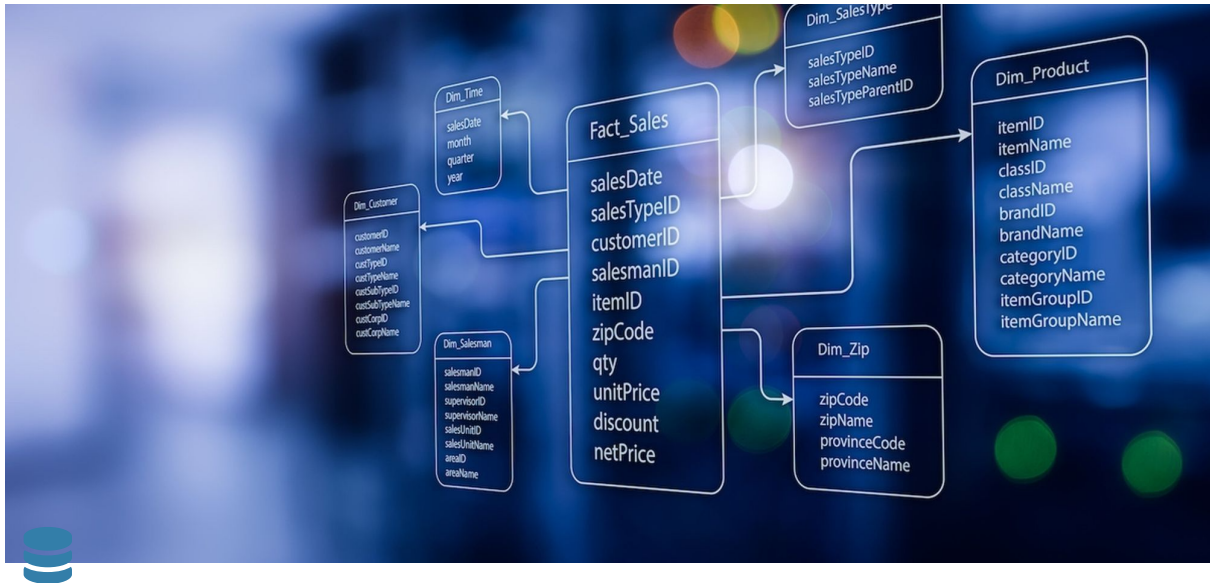 Dim_Time
salesDate
month
quarter
year
Dim_Customer
customerID
customerName
custTypeID
custTypeName
custSubTypeID
custSubTypeName
custCorpID
custCorpName
Dim_Salesman
salesmanID
salesmanName
supervisorID
supervisorName
salesUnitID
salesUnitName
areaID
areaName
Fact_Sales
salesDate
salesTypeID
customerID
salesmanID
itemID
zipCode
qty
unitPrice
discount
netPrice
Dim_SalesType
salesTypeID
salesTypeName
salesTypeParentID
Dim_Zip
zipCode
zipName
provinceCode
provinceName
Dim_Product
itemID
itemName
classID
className
brandID
brandName
categoryID
categoryName
itemGroupID
itemGroupName